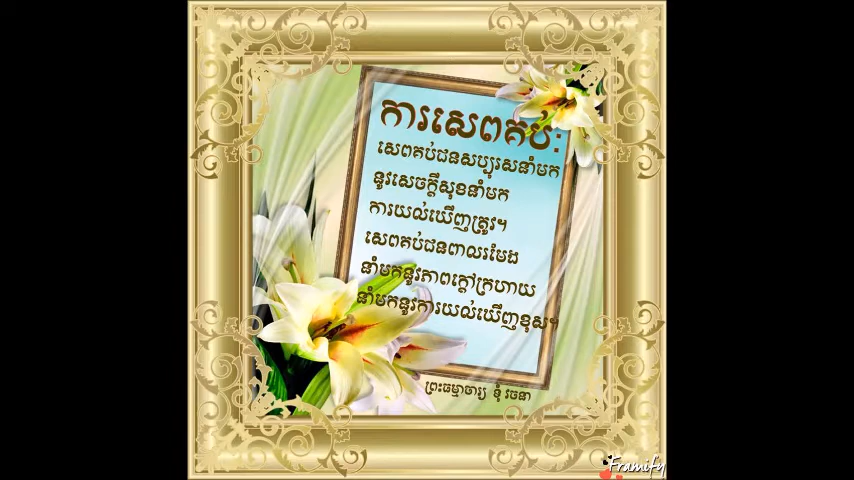 ការសេពគប់:
សេពគប់ជនសប្បុរសនាំមក
នូវសេចក្តីសុខនាំមក
ការយល់ឃើញត្រូវ។
សេពគប់ជនពាលរមែង
នាំមកនូវភាពក្តៅក្រហាយ
នាំមកនូវការយល់ឃើញខុស។
ព្រះធម្មាចារ្យ ទុំ វចនា
Framify